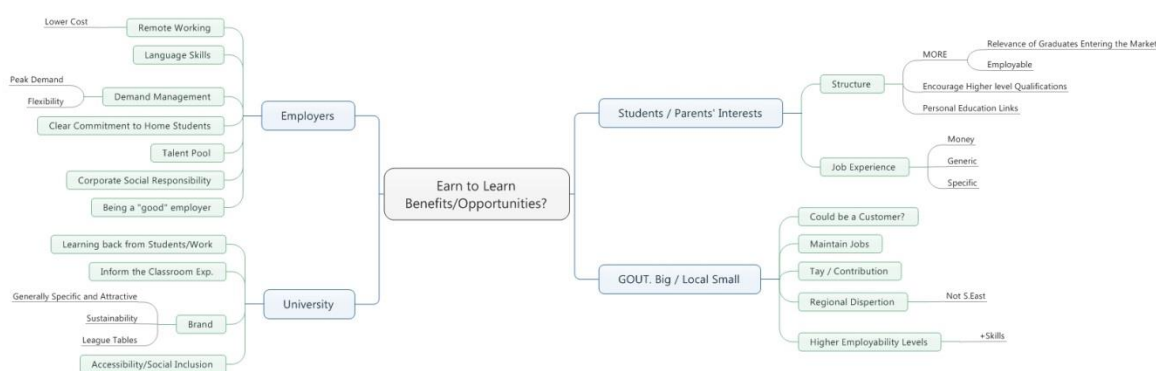 Earn to Learn
Benefits/Opportunities?
Employers
Remote Working
Lower Cost
Language Skills
Demand Management
Peak Demand
Flexibility
Clear Commitment to Home Students
Talent Pool
Corporate Social Responsibility
Being a "good" employer
University
Learning back from Students/Work
Inform the Classroom Exp.
Brand
Generally Specific and Attractive
Sustainability
League Tables
Accessibility/Social Inclusion
Students / Parents' Interests
Structure
MORE
Relevance of Graduates Entering the Market
Employable
Encourage Higher level Qualifications
Personal Education Links
Job Experience
Money
Generic
Specific
GOUT. Big / Local Small
Could be a Customer?
Maintain Jobs
Tay / Contribution
Regional Dispertion
Not S.East
Higher Employability Levels
+Skills